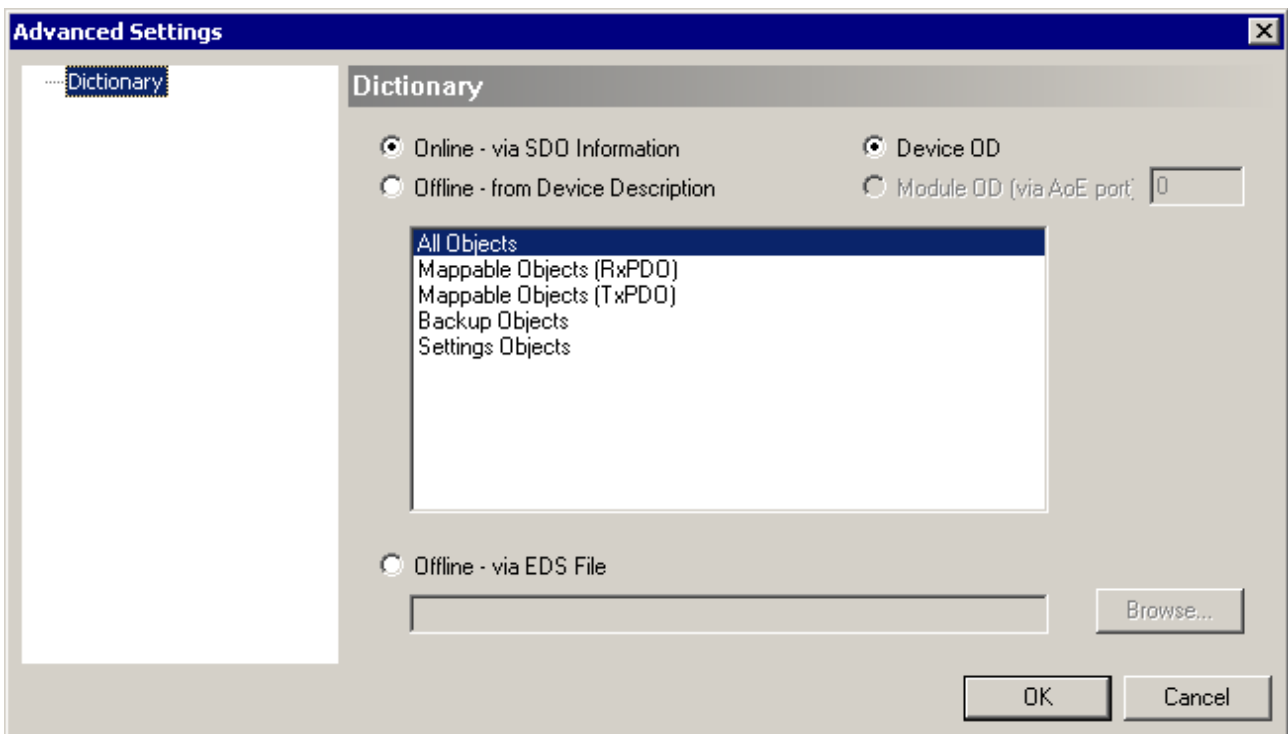 Advanced Settings
Dictionary
Dictionary
Online - via SDO Information
Device OD
Offline - from Device Description
Module OD (via AoE port) 0
All Objects
Mappable Objects (RxPDO)
Mappable Objects (TxPDO)
Backup Objects
Settings Objects
Offline - via EDS File
Browse...
OK
Cancel